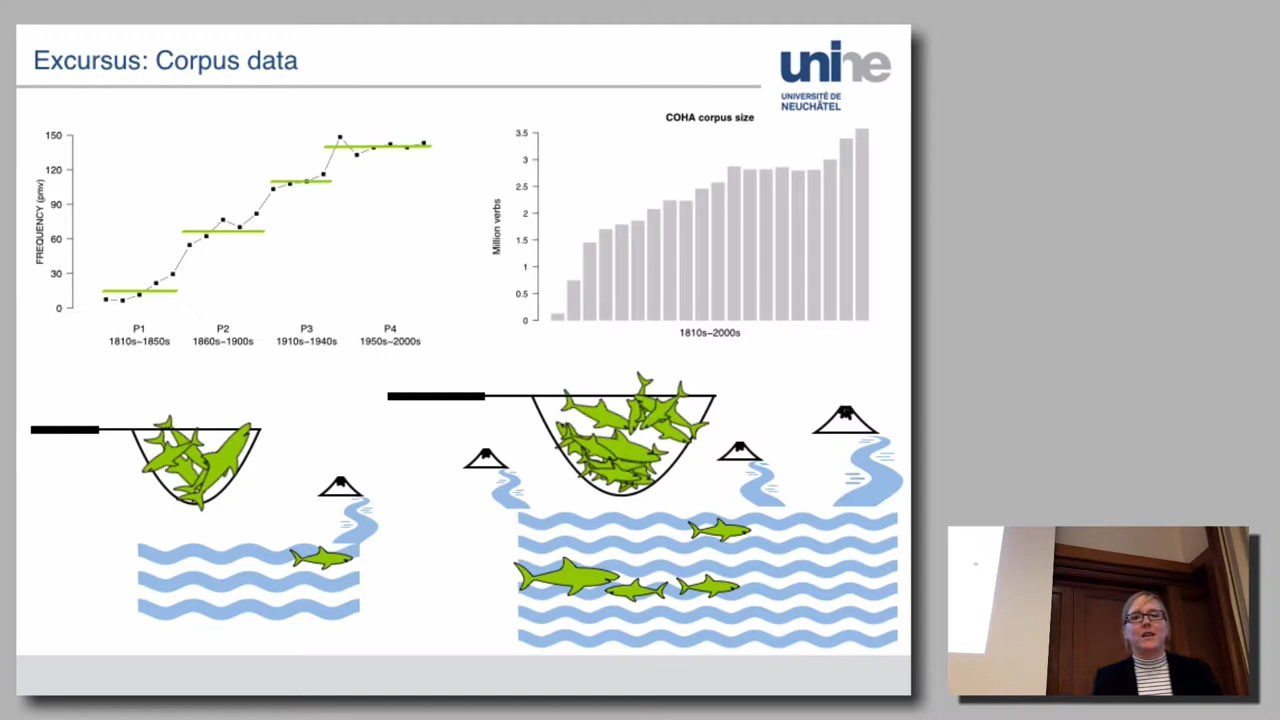 Excursus: Corpus data
unine
UNIVERSITÉ DE
NEUCHÂTEL
FREQUENCY (pmv)
150
120
90
60
30
0
P1
1810s–1850s
P2
1860s–1900s
P3
1910s–1940s
P4
1950s–2000s
COHA corpus size
Million verbs
3.5
3
2.5
2
1.5
1
0.5
0
1810s–2000s